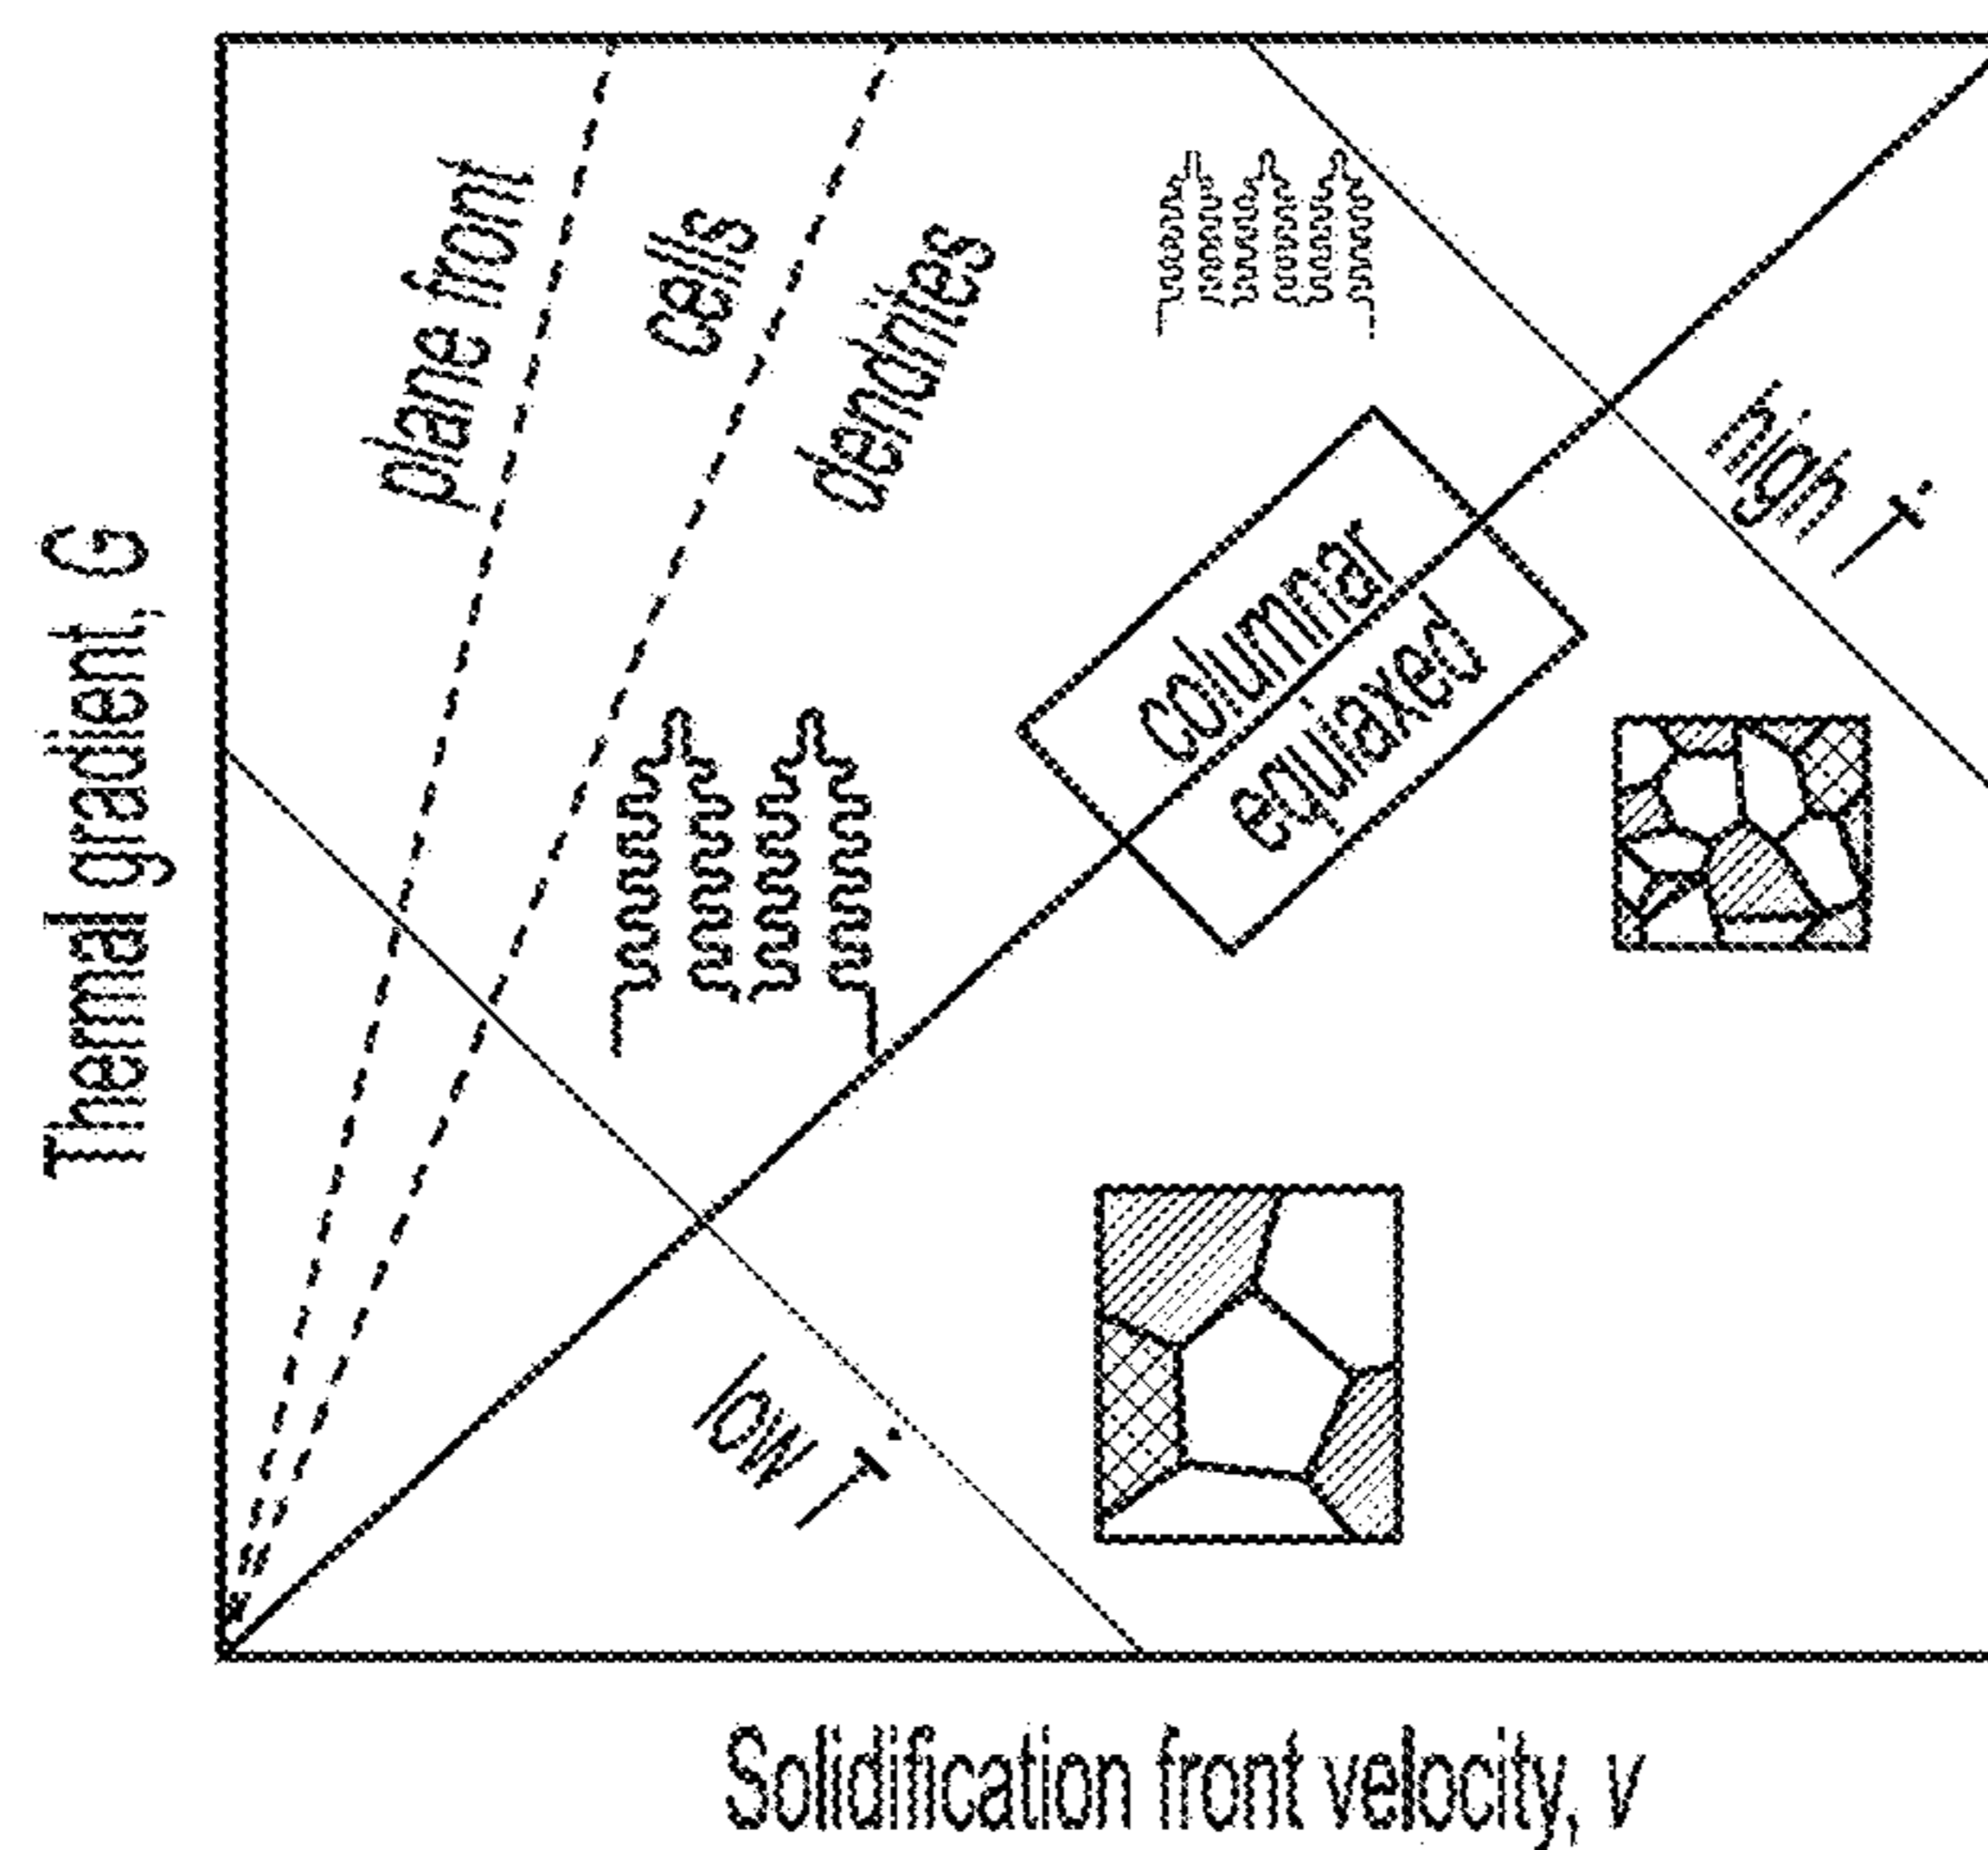 Thermal gradient, G
plane front
cells
dendrites
columnar
equiaxed
high Ṫ
low Ṫ
Solidification front velocity, v